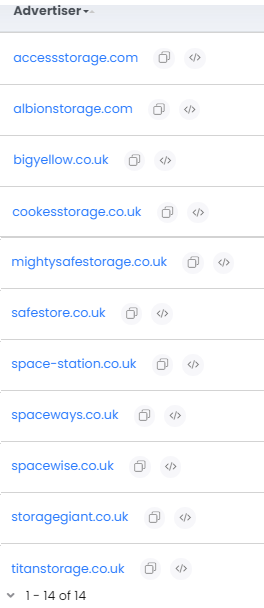 Advertiser
accessstorage.com
albionstorage.com
bigyellow.co.uk
cookesstorage.co.uk
mightysafestorage.co.uk
safestore.co.uk
space-station.co.uk
spaceways.co.uk
spacewise.co.uk
storagegiant.co.uk
titanstorage.co.uk
1 - 14 of 14